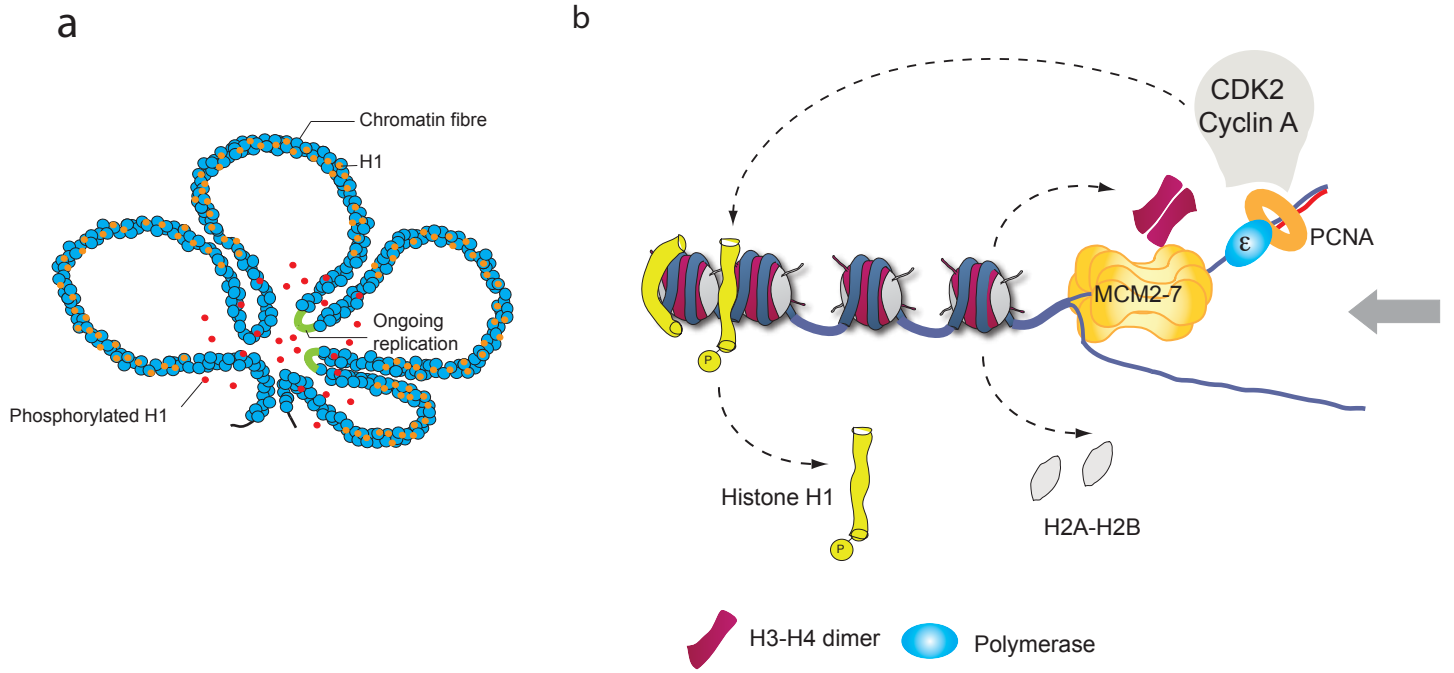 a
Chromatin fibre
H1
Ongoing
replication
Phosphorylated H1
b
CDK2
Cyclin A
PCNA
ε
MCM2-7
P
Histone H1
P
H2A-H2B
H3-H4 dimer
Polymerase